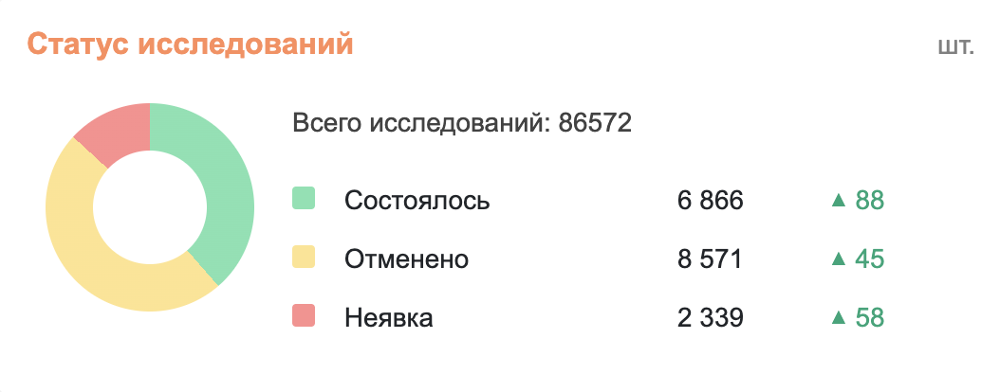 Статус исследований
шт.
Всего исследований: 86572
Состоялось 6 866 ▲ 88
Отменено 8 571 ▲ 45
Неявка 2 339 ▲ 58